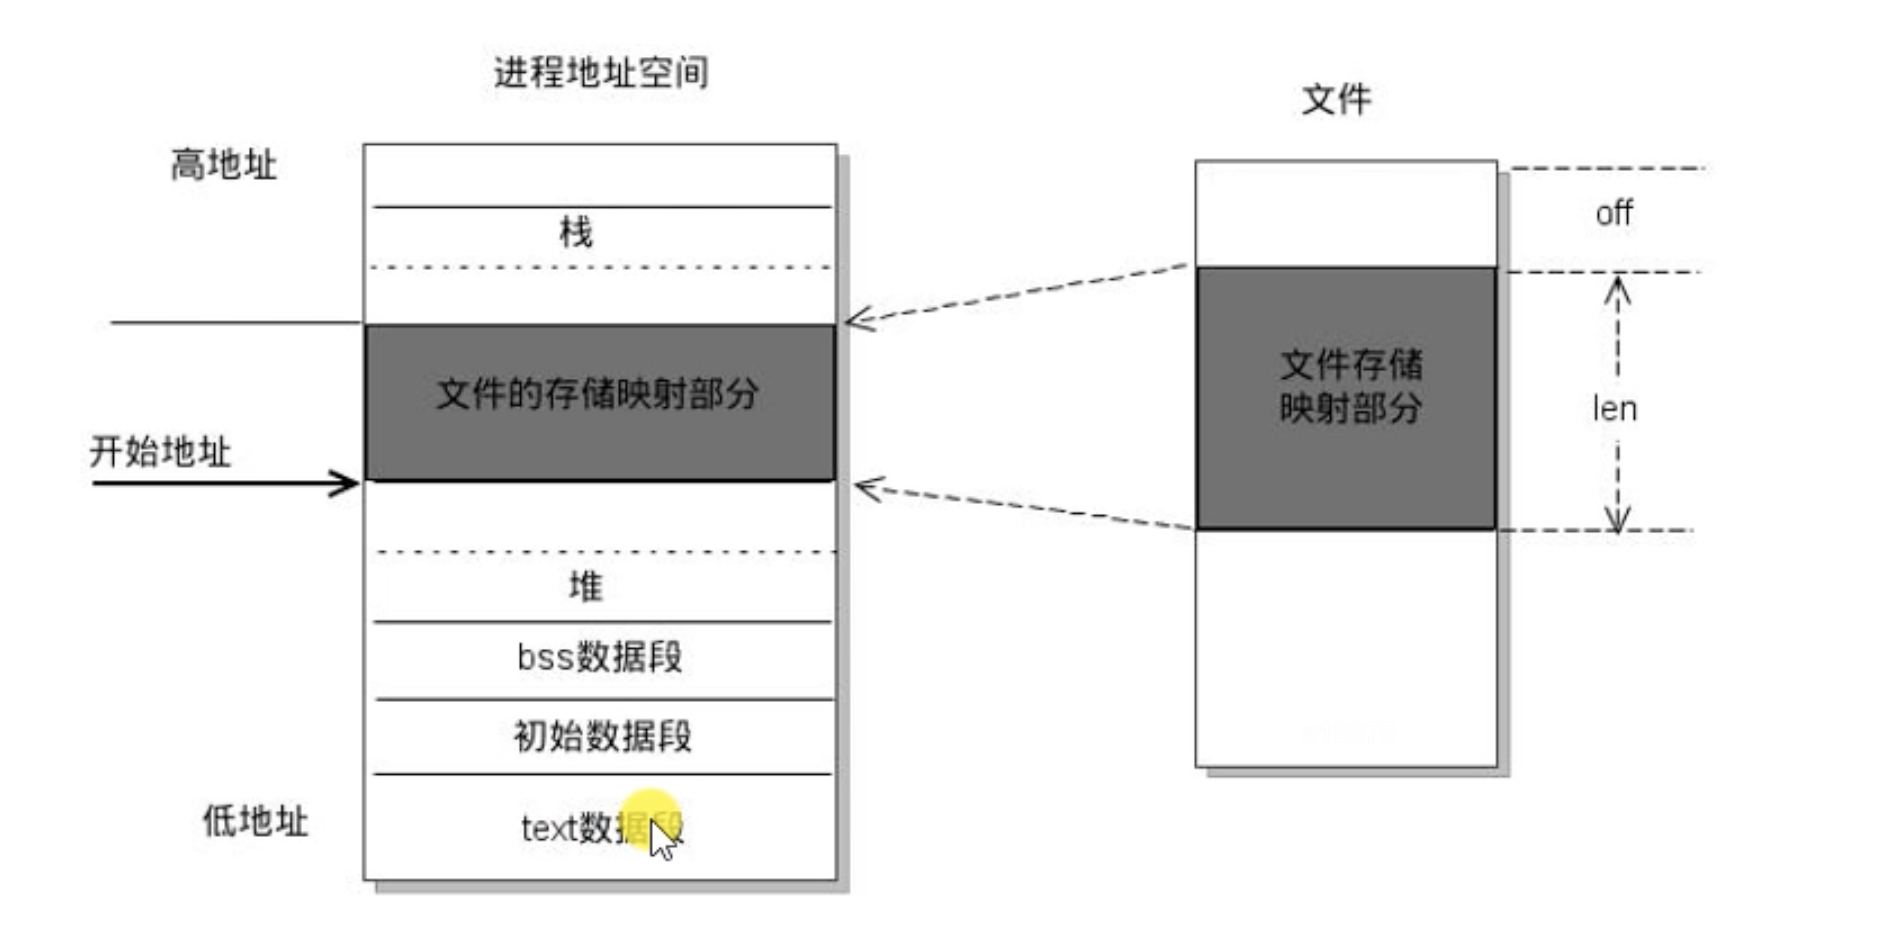 进程地址空间
文件
高地址
栈
off
文件的存储映射部分
文件存储
映射部分
len
开始地址
堆
bss数据段
初始数据段
低地址
text数据段